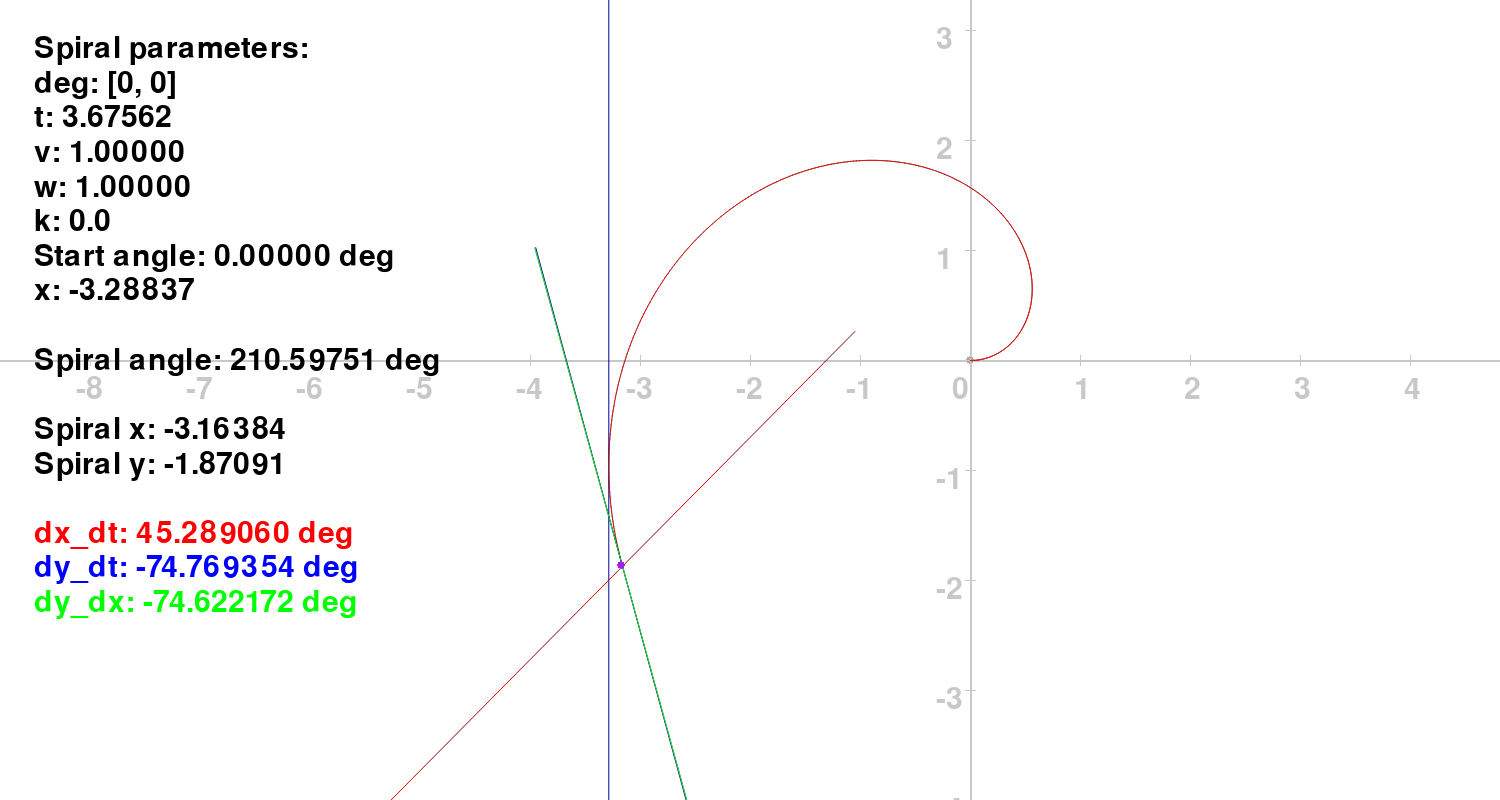 Spiral parameters:
deg: [0, 0]
t: 3.67562
v: 1.00000
w: 1.00000
k: 0.0
Start angle: 0.00000 deg
x: -3.28837
Spiral angle: 210.59751 deg
Spiral x: -3.16384
Spiral y: -1.87091
dx_dt: 45.289060 deg
dy_dt: -74.769354 deg
dy_dx: -74.622172 deg
3
2
1
-8 -7 -6 -5 -4 -3 -2 -1 0 1 2 3 4
-1
-2
-3